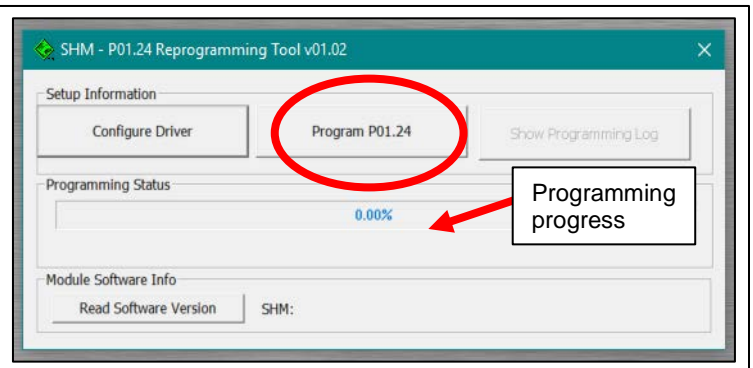 SHM - P01.24 Reprogramming Tool v01.02
Setup Information
Configure Driver
Program P01.24
Show Programming Log
Programming Status
0.00%
Programming
progress
Module Software Info
Read Software Version
SHM: